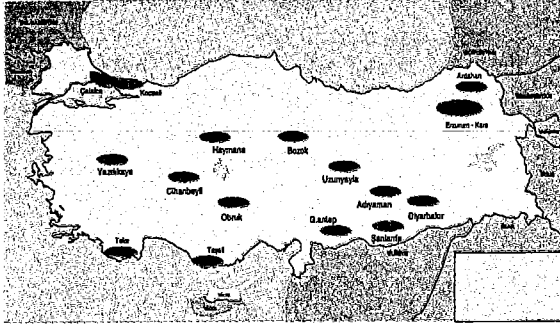 Ardahan
Çatalca
Kocaeli
Erzurum - Kars
Haymana
Bozok
Yazılıkaya
Uzunyayla
Cihanbeyli
Adıyaman
Diyarbakır
Obruk
G.antep
Şanlıurfa
Teke
Taşeli